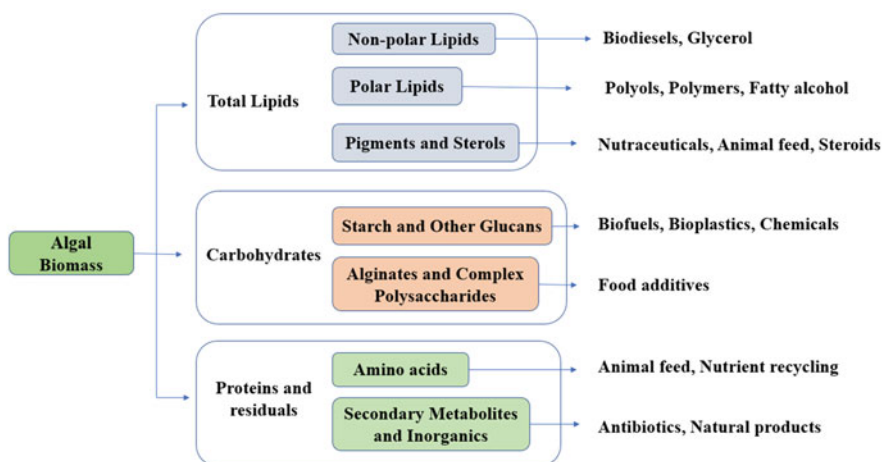 Non-polar Lipids
Biodiesels, Glycerol
Total Lipids
Polar Lipids
Polyols, Polymers, Fatty alcohol
Pigments and Sterols
Nutraceuticals, Animal feed, Steroids
Algal
Biomass
Carbohydrates
Starch and Other Glucans
Biofuels, Bioplastics, Chemicals
Alginates and Complex
Polysaccharides
Food additives
Proteins and
residuals
Amino acids
Animal feed, Nutrient recycling
Secondary Metabolites
and Inorganics
Antibiotics, Natural products